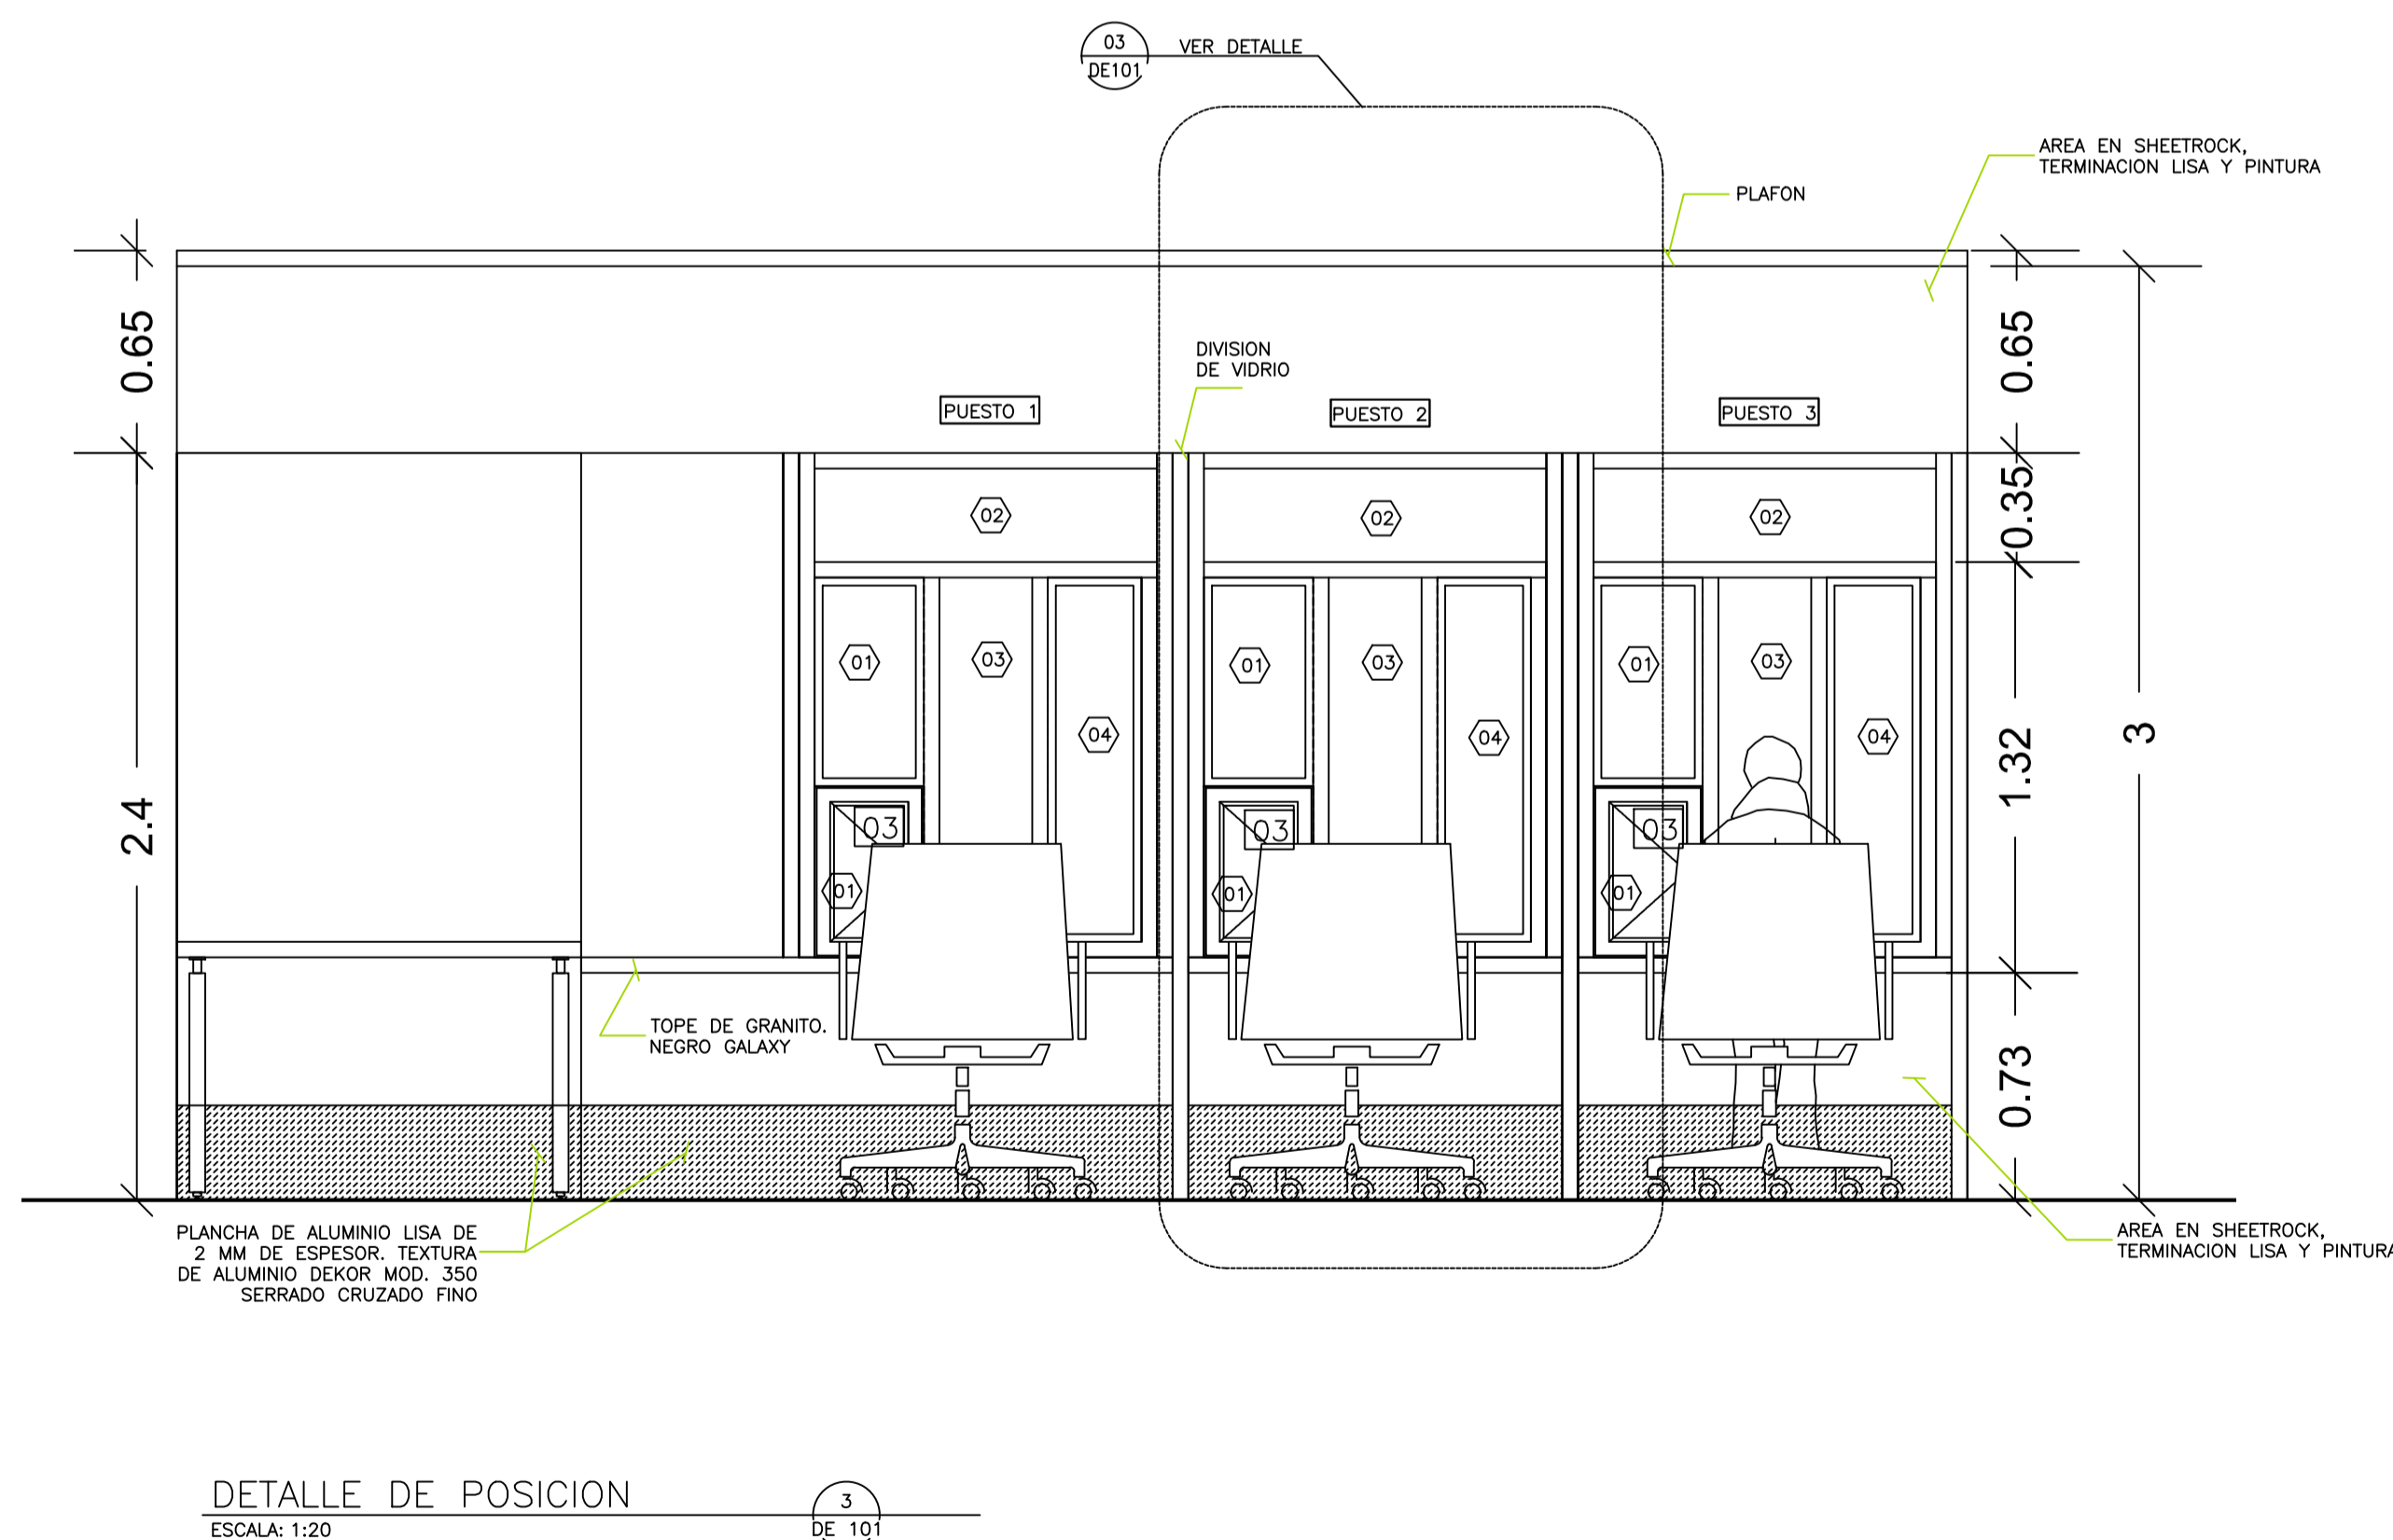 03
VER DETALLE
DE101
AREA EN SHEETROCK,
TERMINACION LISA Y PINTURA
PLAFON
0.65
0.65
3
DIVISION
DE VIDRIO
PUESTO 1
PUESTO 2
PUESTO 3
0.35
02
02
02
01
03
01
03
01
03
04
04
04
1.32
2.4
03
03
03
01
01
01
TOPE DE GRANITO.
NEGRO GALAXY
0.73
PLANCHA DE ALUMINIO LISA DE
2 MM DE ESPESOR. TEXTURA
DE ALUMINIO DEKOR MOD. 350
SERRADO CRUZADO FINO
AREA EN SHEETROCK,
TERMINACION LISA Y PINTURA
DETALLE DE POSICION
3
ESCALA: 1:20
DE 101